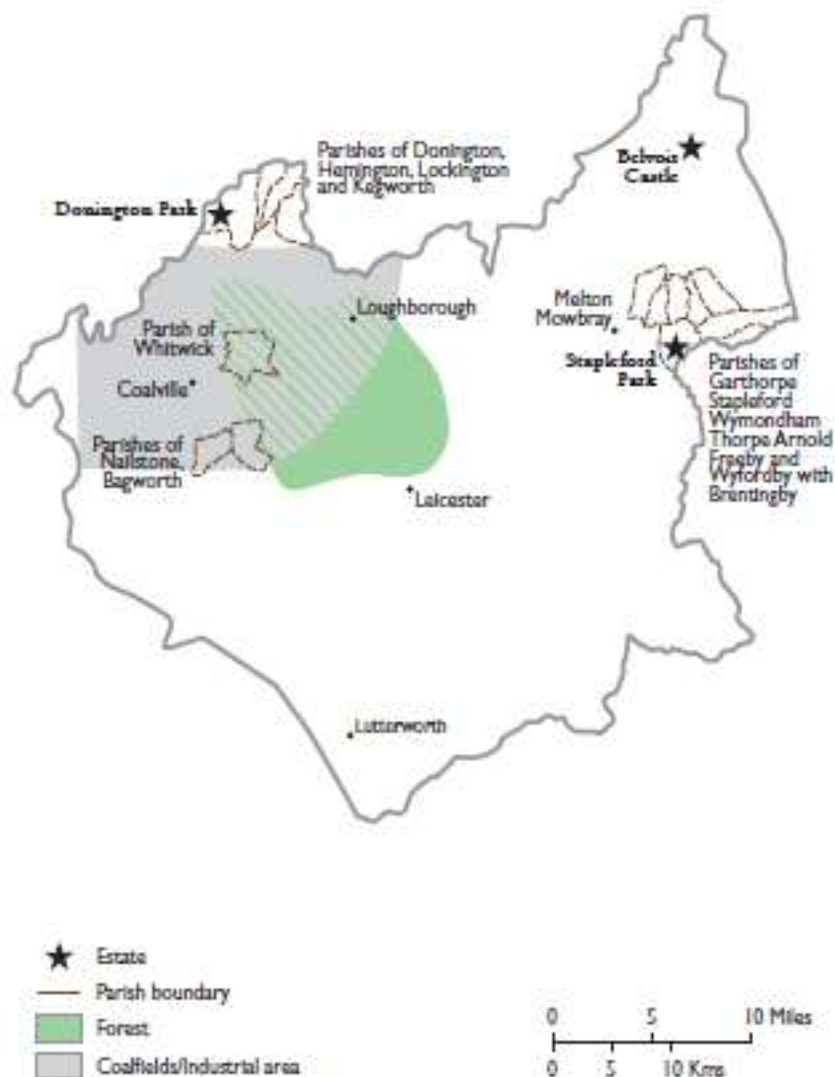 Parishes of Donington,
Hemington, Lockington
and Kegworth
Belvoir
Castle
Donington Park
Loughborough
Melton
Mowbray
Parish of
Whitwick
Stapleford
Park
Parishes of
Garthorpe
Stapleford
Wymondham
Thorpe Arnold
Freeby and
Wyfordby with
Brentingby
Coalville
Parishes of
Nailstone,
Bagworth
Leicester
Lutterworth
Estate
Parish boundary
Forest
Coalfields/Industrial area
0 5 10 Miles
0 5 10 Kms